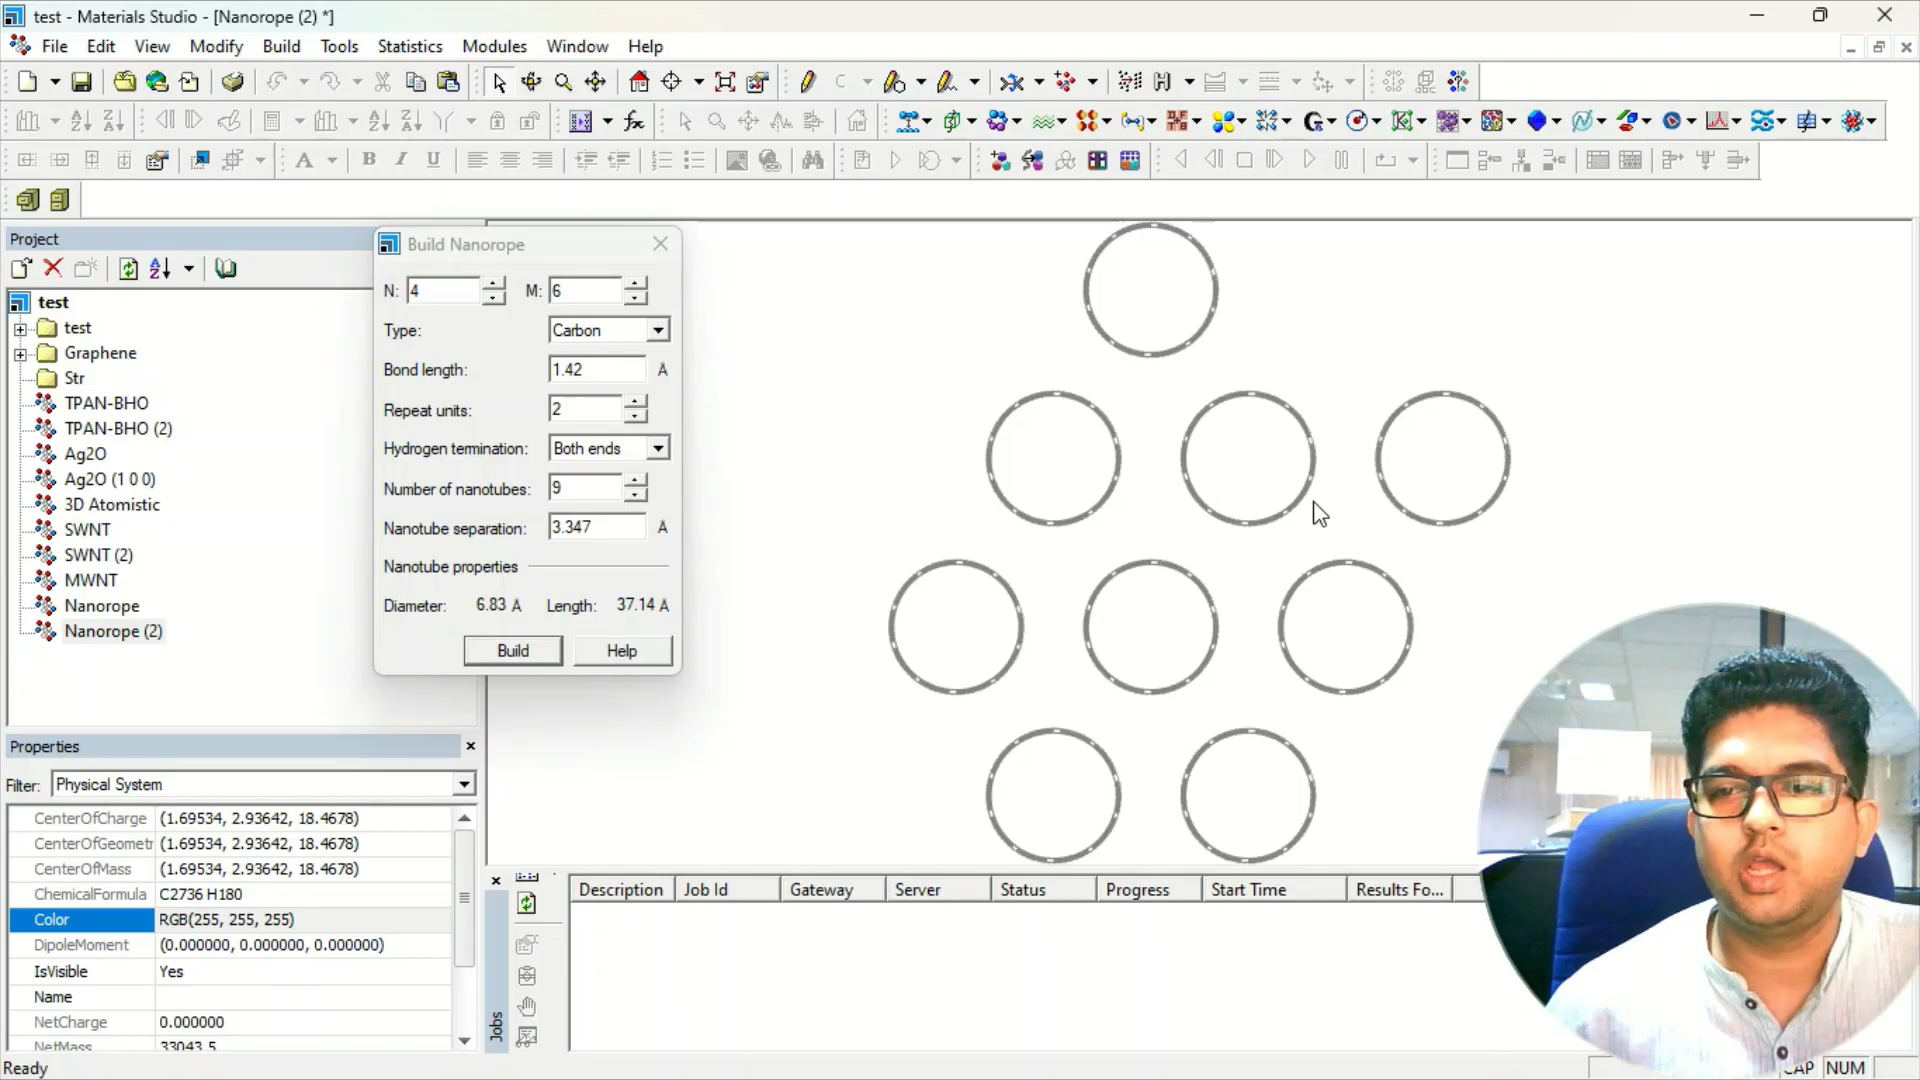 test - Materials Studio - [Nanorope (2) *]
File Edit View Modify Build Tools Statistics Modules Window Help
Project
test
test
Graphene
Str
TPAN-BHO
TPAN-BHO (2)
Ag2O
Ag2O (1 0 0)
3D Atomistic
SWNT
SWNT (2)
MWNT
Nanorope
Nanorope (2)
Build Nanorope
N: 4 M: 6
Type: Carbon
Bond length: 1.42 Å
Repeat units: 2
Hydrogen termination: Both ends
Number of nanotubes: 9
Nanotube separation: 3.347 Å
Nanotube properties
Diameter: 6.83 Å Length: 37.14 Å
Build Help
Properties
Filter: Physical System
CenterOfCharge (1.69534, 2.93642, 18.4678)
CenterOfGeometr (1.69534, 2.93642, 18.4678)
CenterOfMass (1.69534, 2.93642, 18.4678)
ChemicalFormula C2736 H180
Color RGB(255, 255, 255)
DipoleMoment (0.000000, 0.000000, 0.000000)
IsVisible Yes
Name
NetCharge 0.000000
NetMass 33043.5
Jobs
Description Job Id Gateway Server Status Progress Start Time Results Fo...
Ready
CAP NUM